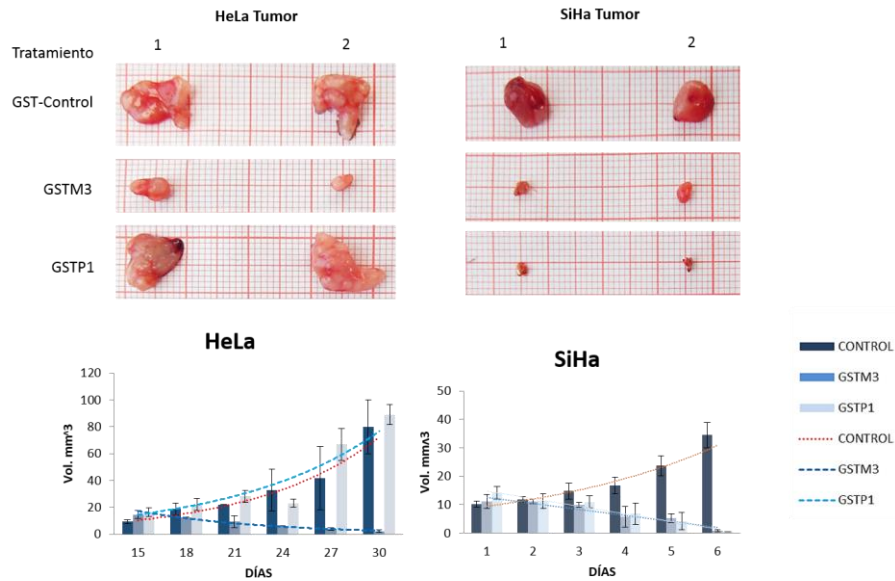 HeLa Tumor
SiHa Tumor
Tratamiento
1
2
1
2
GST-Control
GSTM3
GSTP1
HeLa
Vol. mm^3
120
100
80
60
40
20
0
15 18 21 24 27 30
DÍAS
SiHa
Vol. mm^3
50
40
30
20
10
0
1 2 3 4 5 6
DÍAS
CONTROL
GSTM3
GSTP1
CONTROL
GSTM3
GSTP1